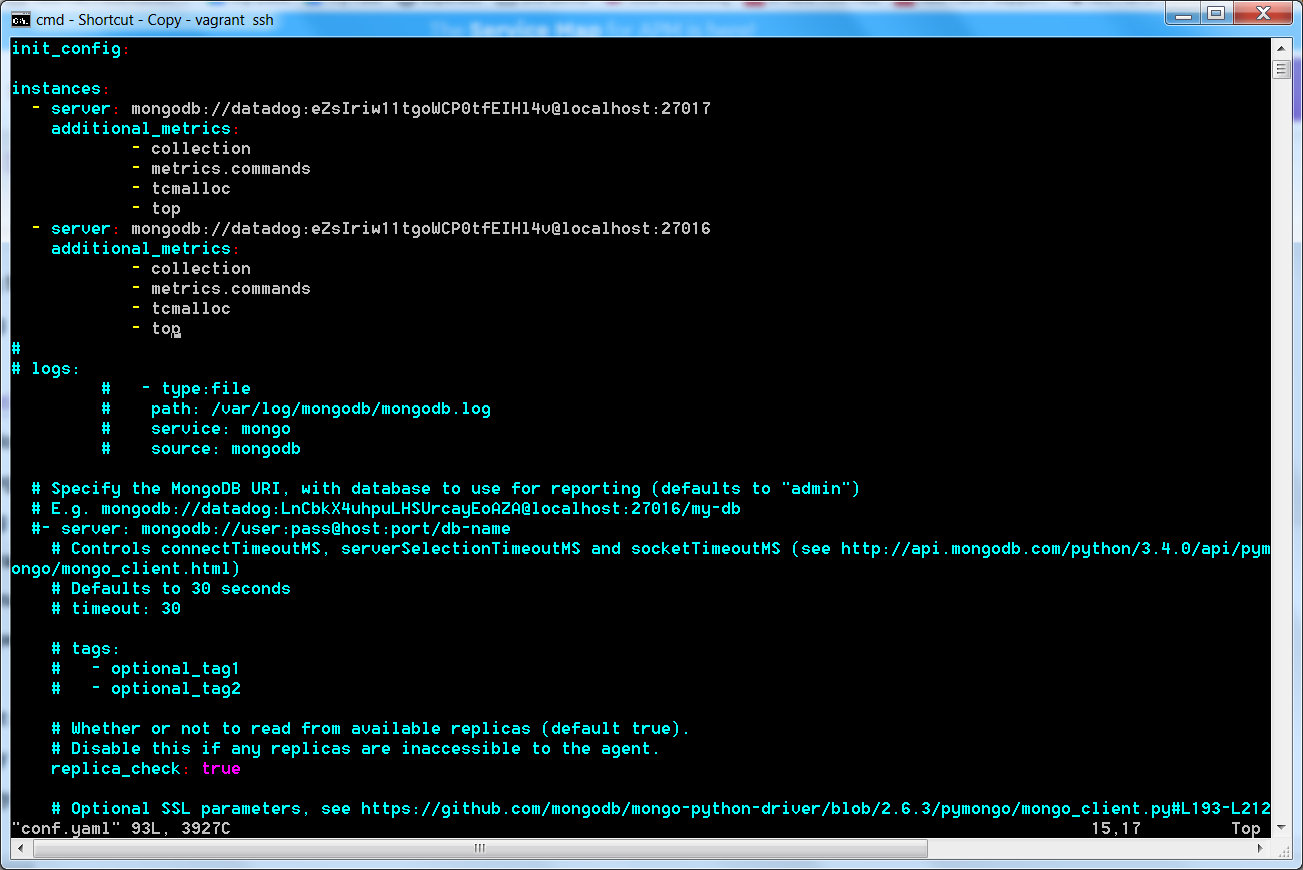 cmd - Shortcut - Copy - vagrant  ssh
init_config:
instances:
  - server: mongodb://datadog:eZsIriw11tgoWCP0tfEIHl4v@localhost:27017
    additional_metrics:
            - collection
            - metrics.commands
            - tcmalloc
            - top
  - server: mongodb://datadog:eZsIriw11tgoWCP0tfEIHl4v@localhost:27016
    additional_metrics:
            - collection
            - metrics.commands
            - tcmalloc
            - top
#
# logs:
         #   - type:file
         #    path: /var/log/mongodb/mongodb.log
         #    service: mongo
         #    source: mongodb
  # Specify the MongoDB URI, with database to use for reporting (defaults to "admin")
  # E.g. mongodb://datadog:LnCbkX4uhpuLHSUrcayEoAZA@localhost:27016/my-db
  #- server: mongodb://user:pass@host:port/db-name
    # Controls connectTimeoutMS, serverSelectionTimeoutMS and socketTimeoutMS (see http://api.mongodb.com/python/3.4.0/api/pym
ongo/mongo_client.html)
    # Defaults to 30 seconds
    # timeout: 30
    # tags:
    #   - optional_tag1
    #   - optional_tag2
    # Whether or not to read from available replicas (default true).
    # Disable this if any replicas are inaccessible to the agent.
    replica_check: true
    # Optional SSL parameters, see https://github.com/mongodb/mongo-python-driver/blob/2.6.3/pymongo/mongo_client.py#L193-L212
"conf.yaml" 93L, 3927C                                                                                      15,17         Top